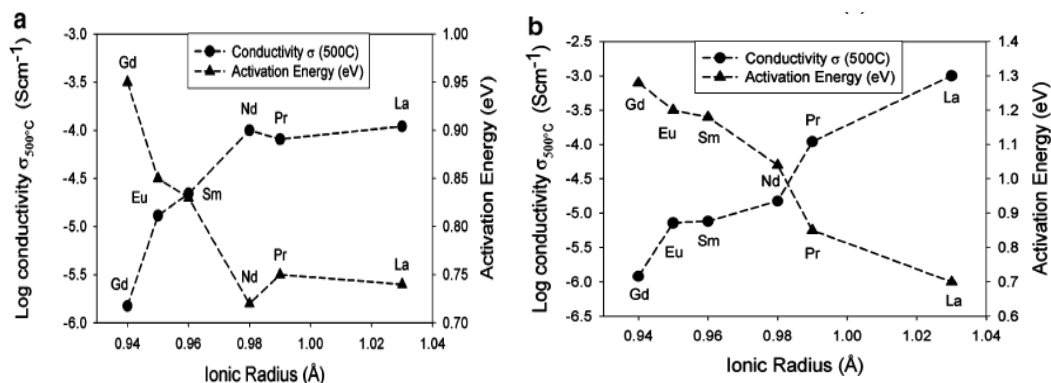 a
Conductivity σ (500C)
Activation Energy (eV)
Log conductivity σ500°C (Scm⁻¹)
-3.0
-3.5
-4.0
-4.5
-5.0
-5.5
-6.0
Gd
Nd
Pr
La
Eu
Sm
Gd
Nd
Pr
La
1.00
0.95
0.90
0.85
0.80
0.75
0.70
Activation Energy (eV)
0.94 0.96 0.98 1.00 1.02 1.04
Ionic Radius (Å)
b
Conductivity σ (500C)
Activation Energy (eV)
Log conductivity σ500°C (Scm⁻¹)
-2.5
-3.0
-3.5
-4.0
-4.5
-5.0
-5.5
-6.0
-6.5
Gd
Eu
Sm
Pr
La
Nd
Eu
Sm
Pr
Gd
La
1.4
1.3
1.2
1.1
1.0
0.9
0.8
0.7
0.6
Activation Energy (eV)
0.94 0.96 0.98 1.00 1.02 1.04
Ionic Radius (Å)